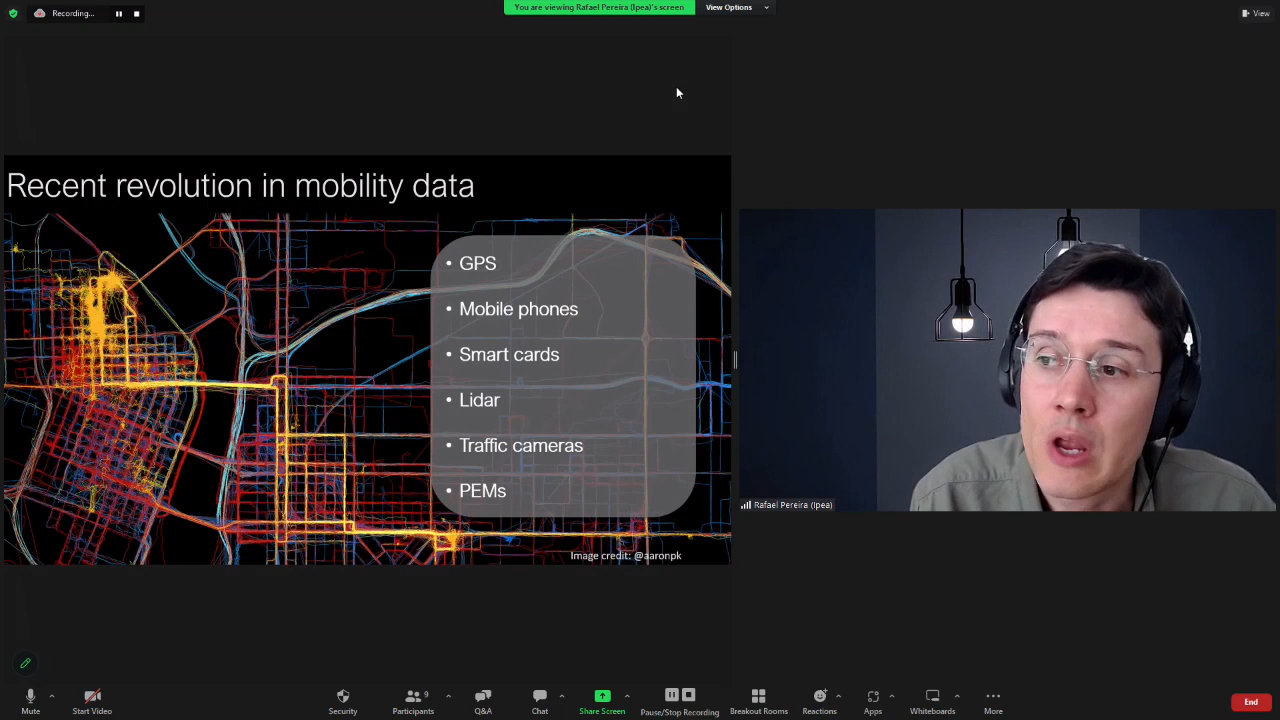 Recording...
You are viewing Rafael Pereira (Ipea)'s screen
View Options
View
Recent revolution in mobility data
• GPS
• Mobile phones
• Smart cards
• Lidar
• Traffic cameras
• PEMs
Image credit: @aaronpk
Rafael Pereira (Ipea)
Mute
Start Video
Security
Participants
9
Q&A
Chat
Share Screen
Pause/Stop Recording
Breakout Rooms
Reactions
Apps
Whiteboards
More
End